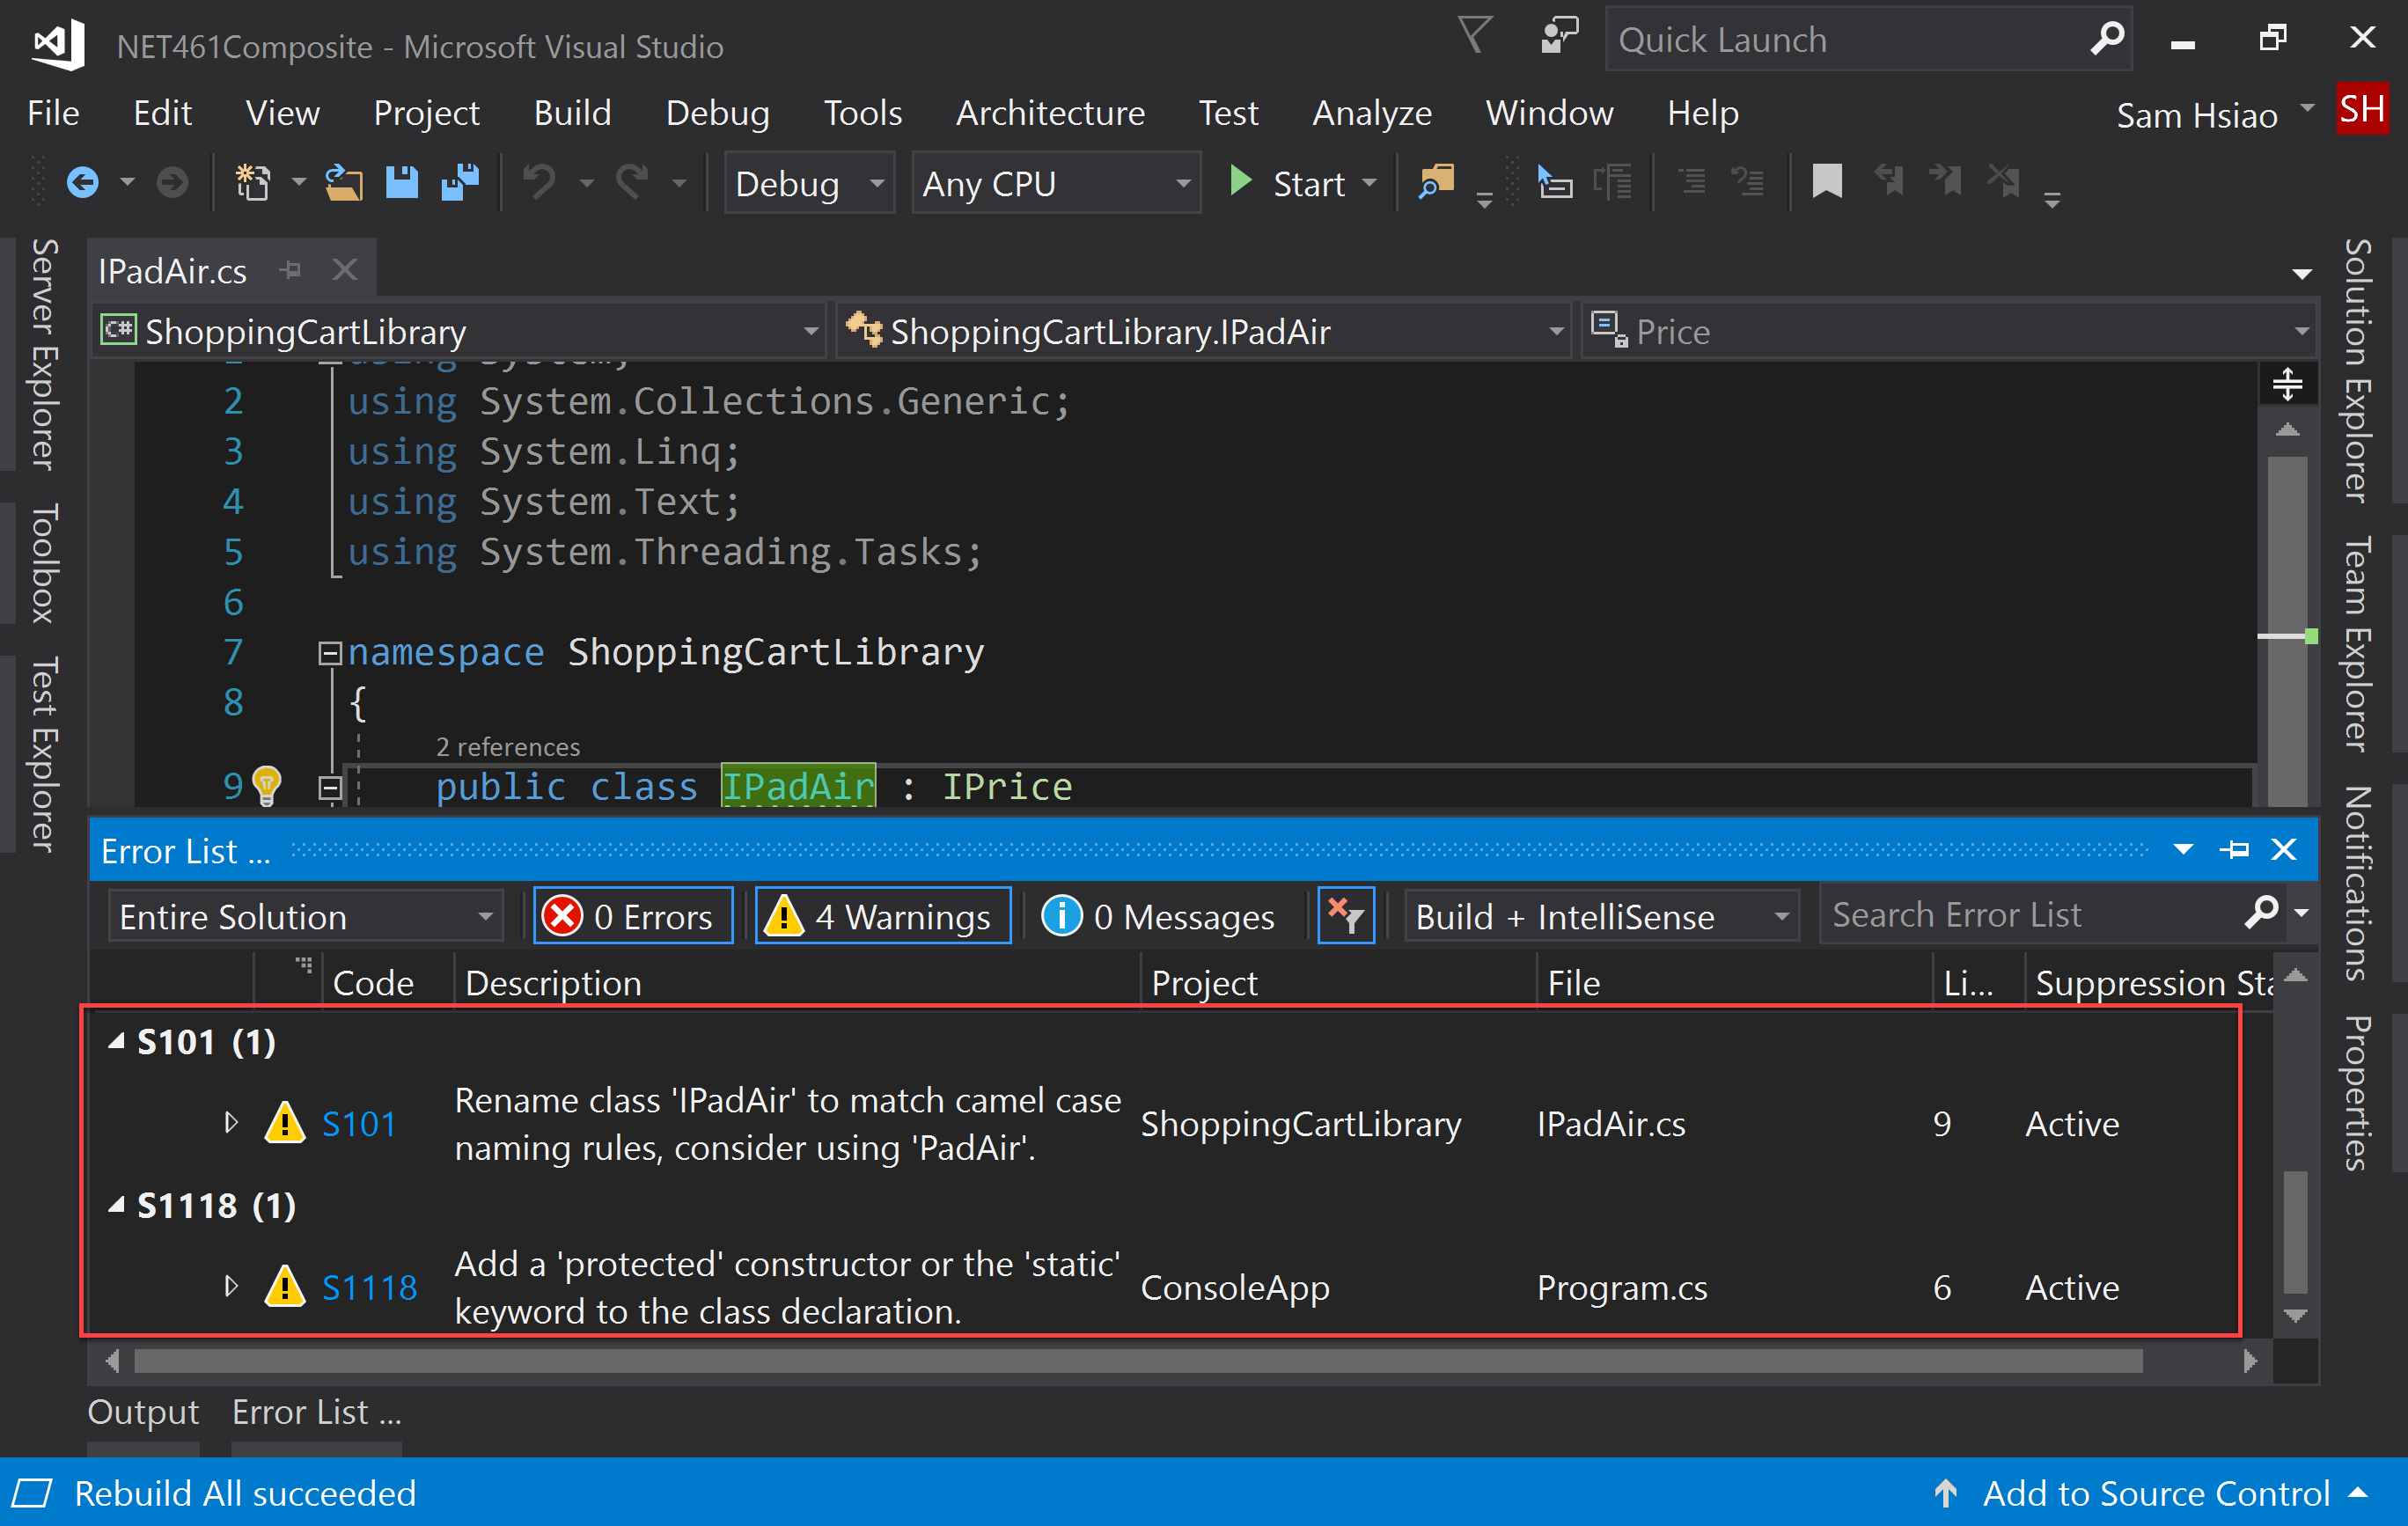 NET461Composite - Microsoft Visual Studio
Quick Launch
File Edit View Project Build Debug Tools Architecture Test Analyze Window Help
Sam Hsiao SH
Debug Any CPU Start
Server Explorer
Toolbox
Test Explorer
IPadAir.cs
C# ShoppingCartLibrary ShoppingCartLibrary.IPadAir Price
using System;
2 using System.Collections.Generic;
3 using System.Linq;
4 using System.Text;
5 using System.Threading.Tasks;
6
7 namespace ShoppingCartLibrary
8 {
2 references
9 public class IPadAir : IPrice
Error List ...
Entire Solution 0 Errors 4 Warnings 0 Messages Build + IntelliSense Search Error List
Code Description Project File Li... Suppression Sta
S101 (1)
S101 Rename class 'IPadAir' to match camel case naming rules, consider using 'PadAir'. ShoppingCartLibrary IPadAir.cs 9 Active
S1118 (1)
S1118 Add a 'protected' constructor or the 'static' keyword to the class declaration. ConsoleApp Program.cs 6 Active
Output Error List ...
Rebuild All succeeded
Add to Source Control
Solution Explorer
Team Explorer
Notifications
Properties